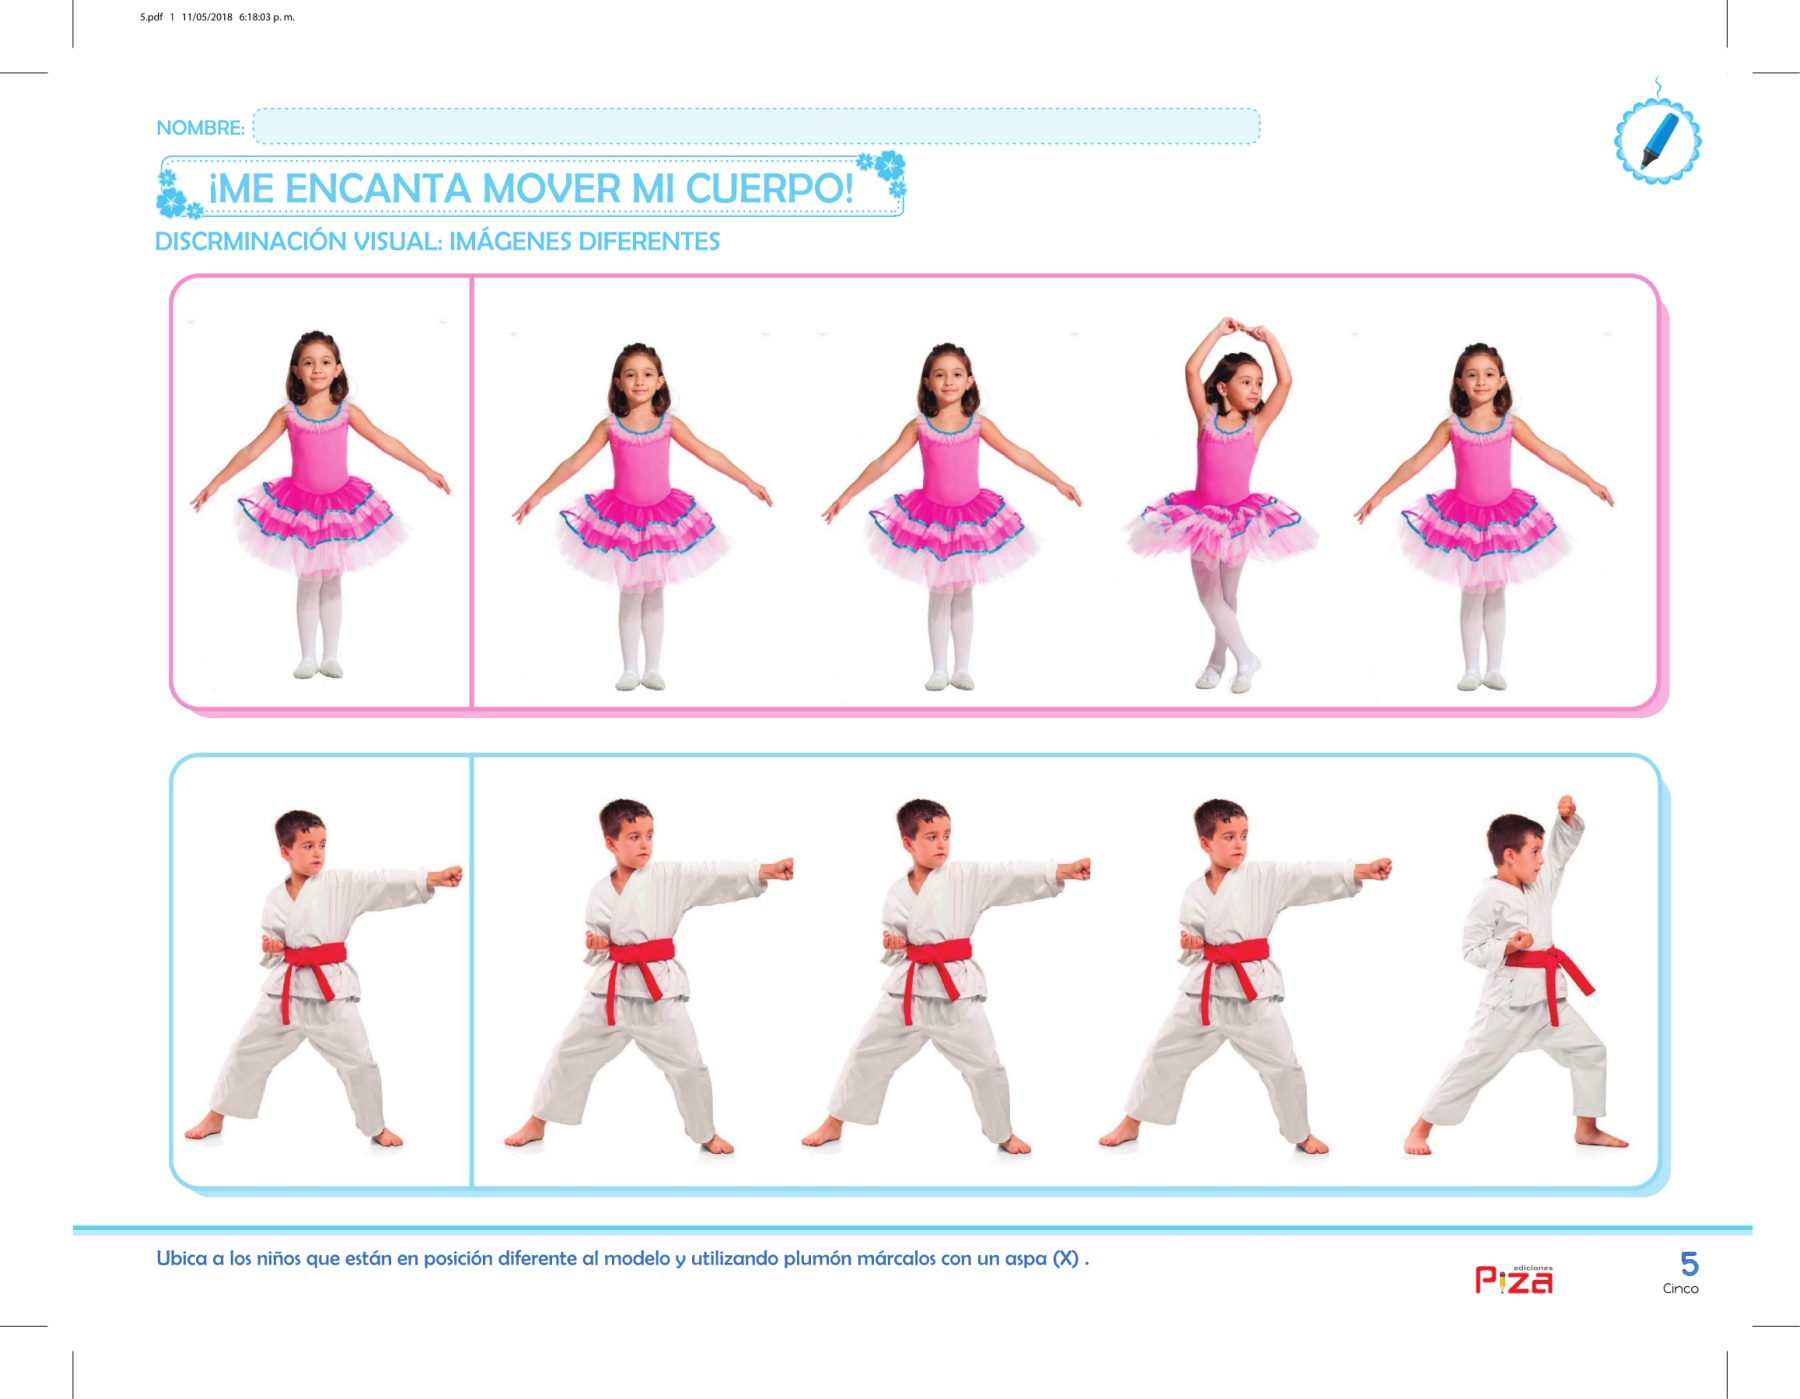 5.pdf 1 11/05/2018 6:18:03 p. m.
NOMBRE:
¡ME ENCANTA MOVER MI CUERPO!
DISCRMINACIÓN VISUAL: IMÁGENES DIFERENTES
Ubica a los niños que están en posición diferente al modelo y utilizando plumón márcalos con un aspa (X) .
ediciones
Piza
5
Cinco